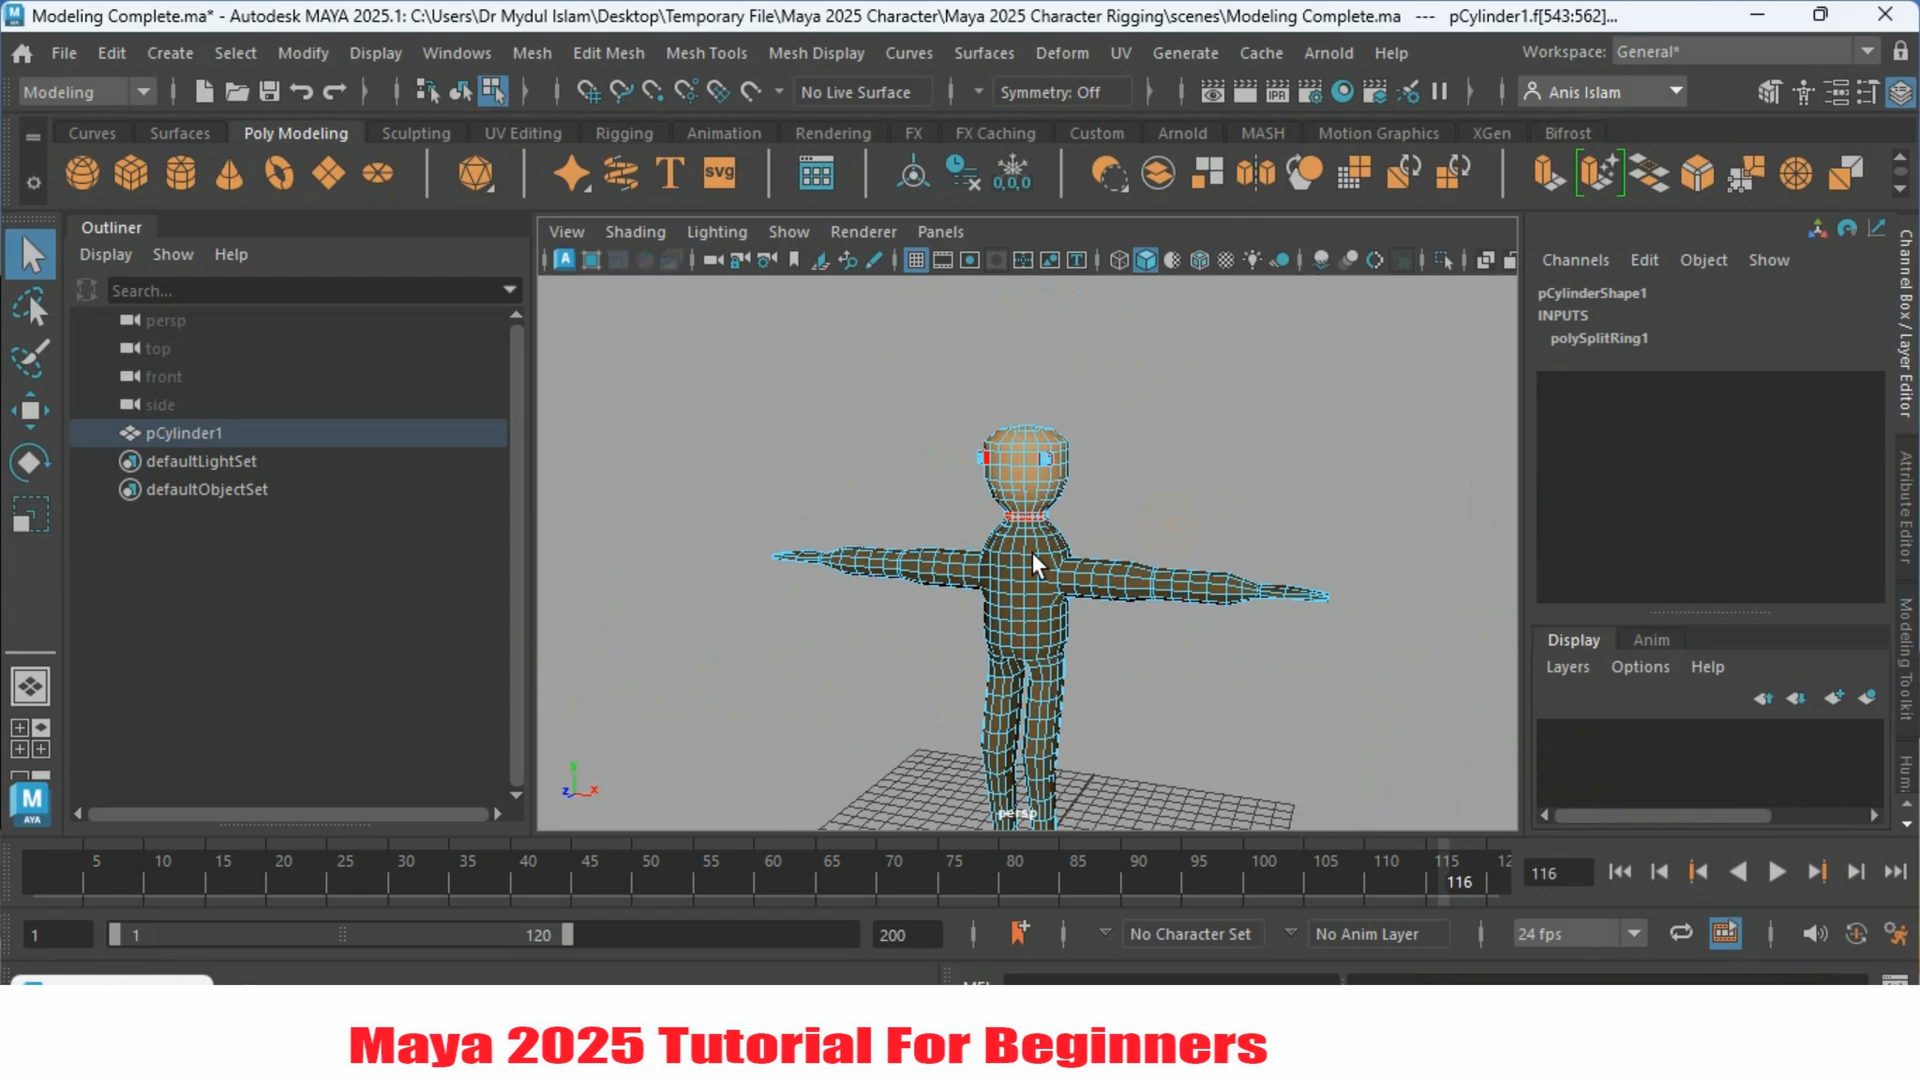 Modeling Complete.ma* - Autodesk MAYA 2025.1: C:\Users\Dr Mydul Islam\Desktop\Temporary File\Maya 2025 Character\Maya 2025 Character Rigging\scenes\Modeling Complete.ma --- pCylinder1.f[543:562]...
File Edit Create Select Modify Display Windows Mesh Edit Mesh Mesh Tools Mesh Display Curves Surfaces Deform UV Generate Cache Arnold Help Workspace: General*
Modeling No Live Surface Symmetry: Off IPR Anis Islam
Curves Surfaces Poly Modeling Sculpting UV Editing Rigging Animation Rendering FX FX Caching Custom Arnold MASH Motion Graphics XGen Bifrost
T svg 0,0,0
Outliner
Display Show Help
Search...
persp
top
front
side
pCylinder1
defaultLightSet
defaultObjectSet
View Shading Lighting Show Renderer Panels
z x
persp
Channels Edit Object Show
pCylinderShape1
INPUTS
polySplitRing1
Display Anim
Layers Options Help
Channel Box / Layer Editor
Attribute Editor
Modeling Toolkit
M
AYA
5 10 15 20 25 30 35 40 45 50 55 60 65 70 75 80 85 90 95 100 105 110 115 12
116 116
1 1 120 200 No Character Set No Anim Layer 24 fps
Maya 2025 Tutorial For Beginners